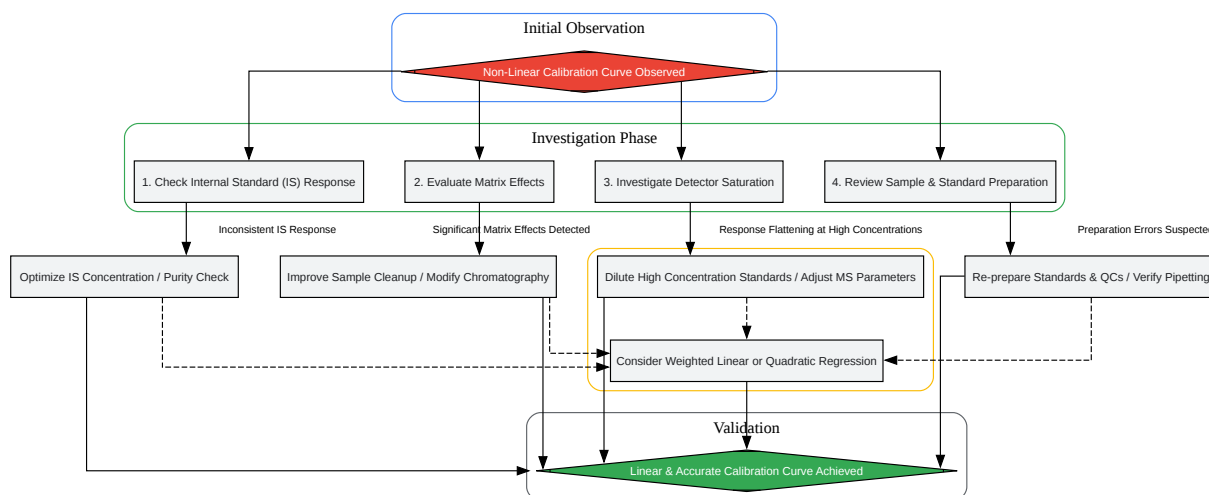 Initial Observation
Non-Linear Calibration Curve Observed
Investigation Phase
1. Check Internal Standard (IS) Response
2. Evaluate Matrix Effects
3. Investigate Detector Saturation
4. Review Sample & Standard Preparation
Inconsistent IS Response
Significant Matrix Effects Detected
Response Flattening at High Concentrations
Preparation Errors Suspected
Optimize IS Concentration / Purity Check
Improve Sample Cleanup / Modify Chromatography
Dilute High Concentration Standards / Adjust MS Parameters
Re-prepare Standards & QCs / Verify Pipetting
Consider Weighted Linear or Quadratic Regression
Validation
Linear & Accurate Calibration Curve Achieved